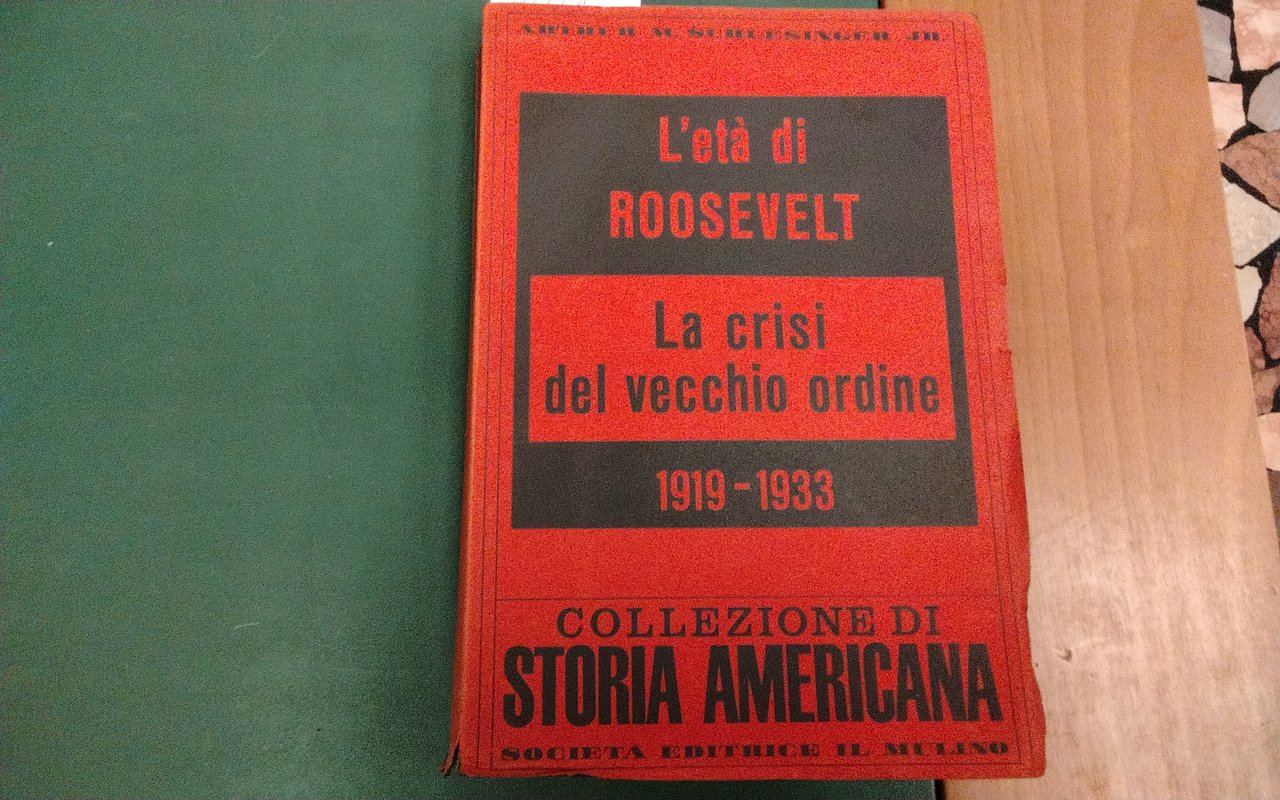 ARTHUR M. SCHLESINGER JR.
L'età di
ROOSEVELT
La crisi
del vecchio ordine
1919-1933
COLLEZIONE DI
STORIA AMERICANA
SOCIETÀ EDITRICE IL MULINO